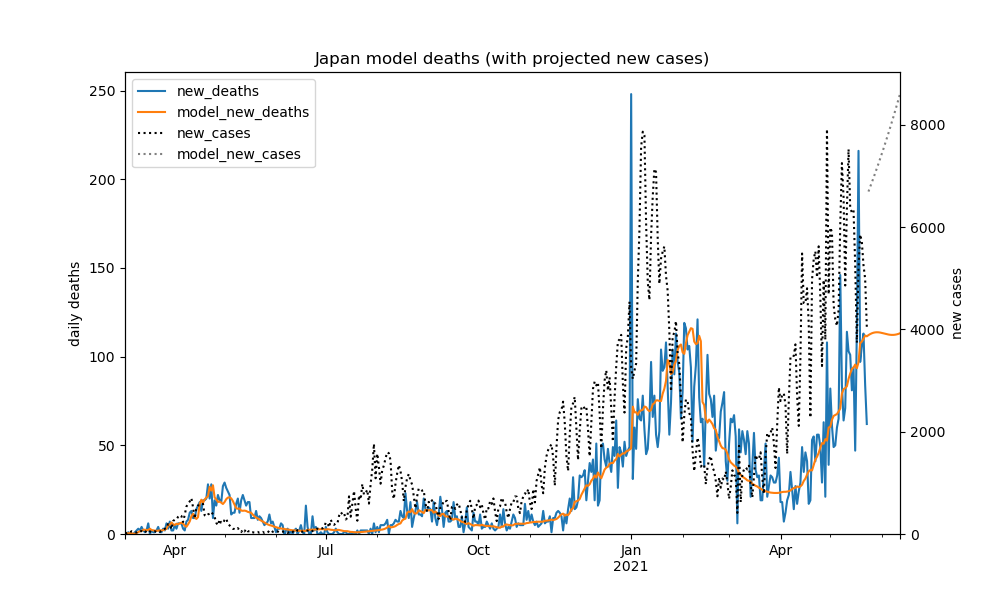 Japan model deaths (with projected new cases)
new_deaths
model_new_deaths
new_cases
model_new_cases
daily deaths
250
200
150
100
50
0
new cases
8000
6000
4000
2000
0
Apr
Jul
Oct
Jan
2021
Apr